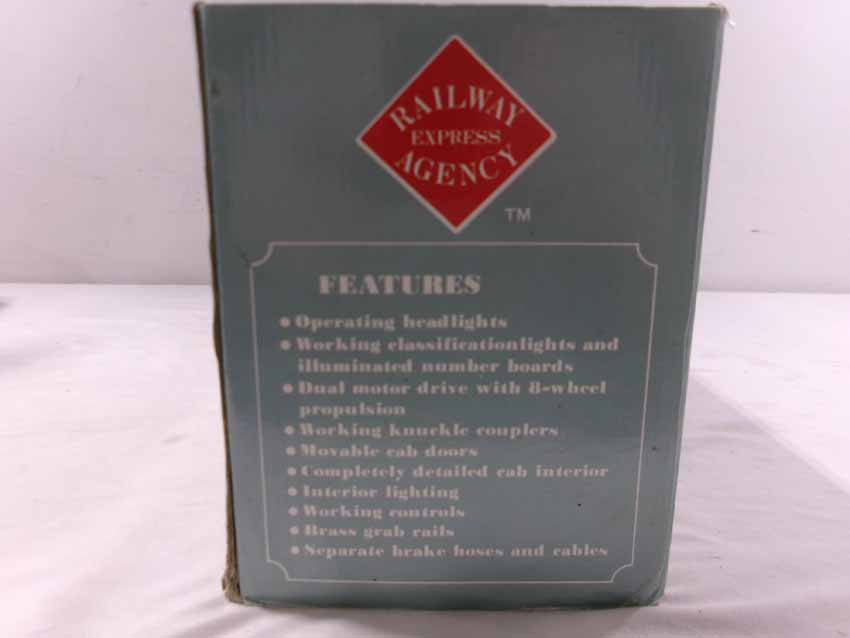 RAILWAY
EXPRESS
AGENCY
TM
FEATURES
• Operating headlights
• Working classificationlights and
illuminated number boards
• Dual motor drive with 8-wheel
propulsion
• Working knuckle couplers
• Movable cab doors
• Completely detailed cab interior
• Interior lighting
• Working controls
• Brass grab rails
• Separate brake hoses and cables